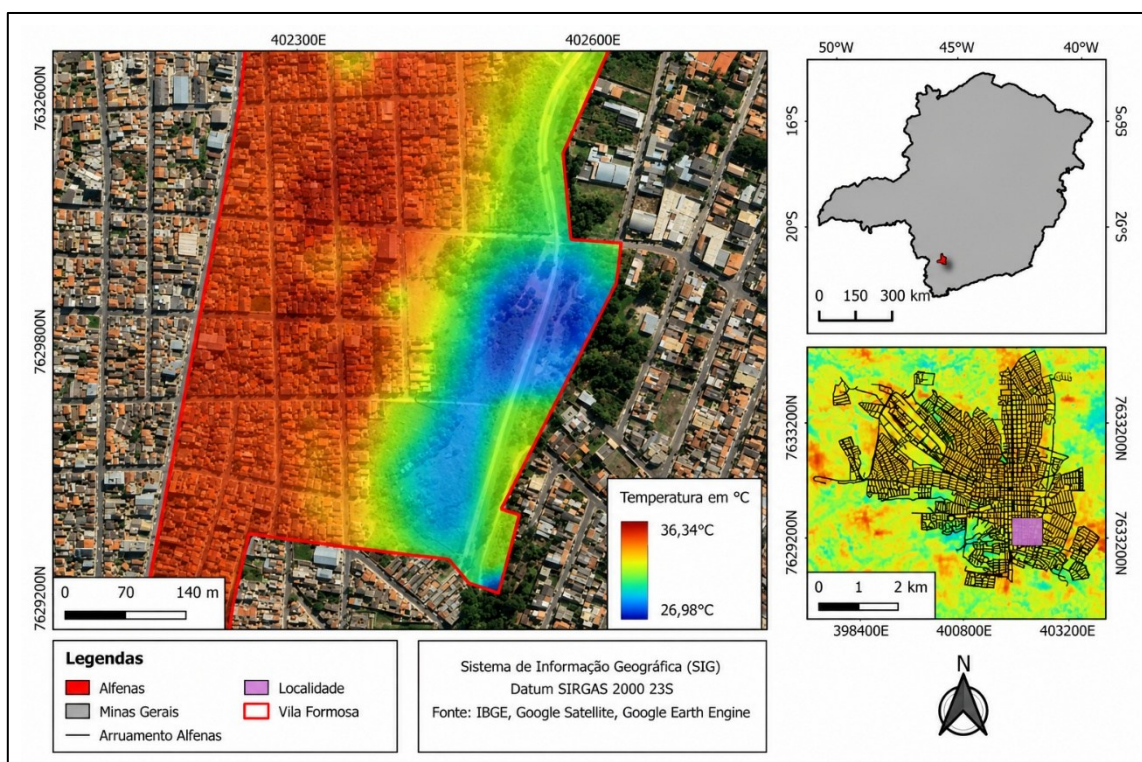 402300E
402600E
7632600N
7629800N
7629200N
Temperatura em °C
36,34°C
26,98°C
0 70 140 m
50°W
45°W
40°W
16°S
20°S
0 150 300 km
7633200N
7629200N
7633200N
7633200N
0 1 2 km
398400E
400800E
403200E
Legendas
Alfenas
Localidade
Minas Gerais
Vila Formosa
Arruamento Alfenas
Sistema de Informação Geográfica (SIG)
Datum SIRGAS 2000 23S
Fonte: IBGE, Google Satellite, Google Earth Engine
N